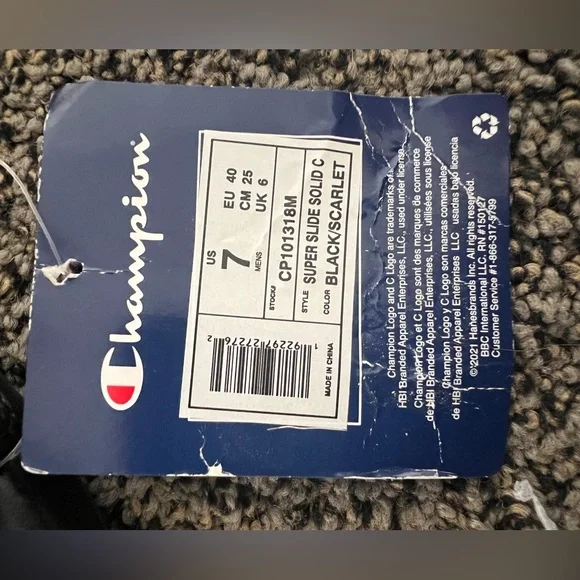 Champion
US
7
MENS
EU 40
CM 25
UK 6
STOCK# CP101318M
STYLE SUPER SLIDE SOLID C
COLOR BLACK/SCARLET
1 92297 27276 2
MADE IN CHINA
Champion Logo and C Logo are trademarks of
HBI Branded Apparel Enterprises, LLC., used under license.
Champion Logo et C Logo sont des marques de commerce
de HBI Branded Apparel Enterprises, LLC., utilisées sous license
Champion Logo y C Logo son marcas comerciales
de HBI Branded Apparel Enterprises LLC usadas bajo licencia
©2021 Hanesbrands Inc. All rights reserved.
BBC International LLC. RN #150127
Customer Service #1-866-317-9799